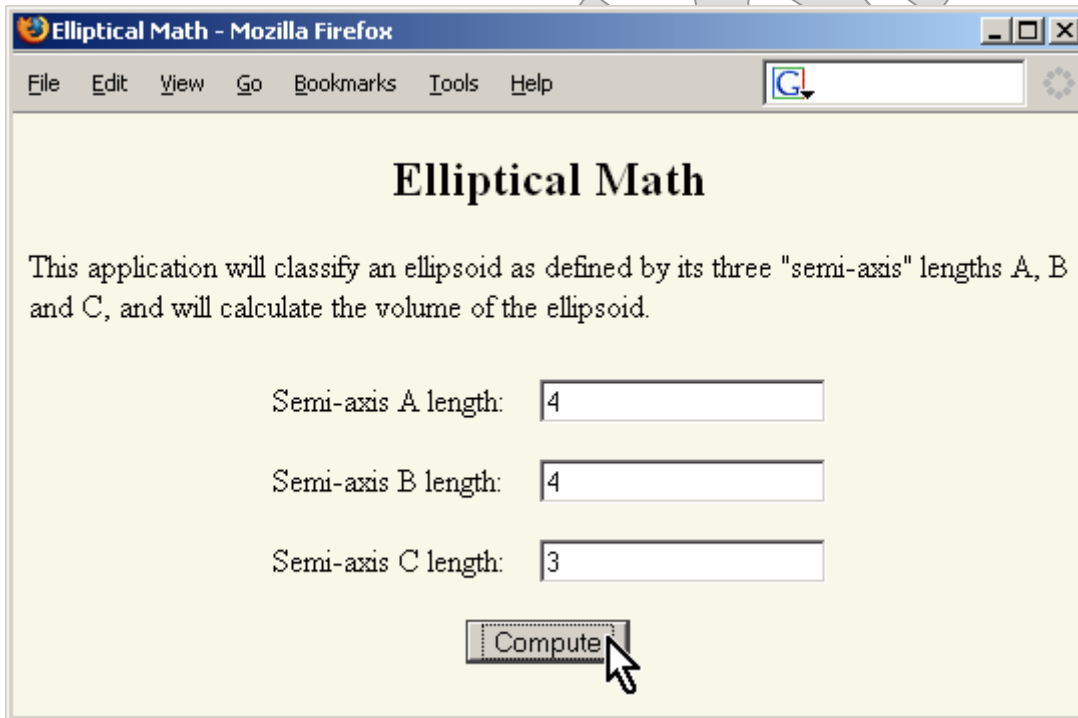 Elliptical Math - Mozilla Firefox
File Edit View Go Bookmarks Tools Help
G
Elliptical Math
This application will classify an ellipsoid as defined by its three "semi-axis" lengths A, B
and C, and will calculate the volume of the ellipsoid.
Semi-axis A length: 4
Semi-axis B length: 4
Semi-axis C length: 3
Compute